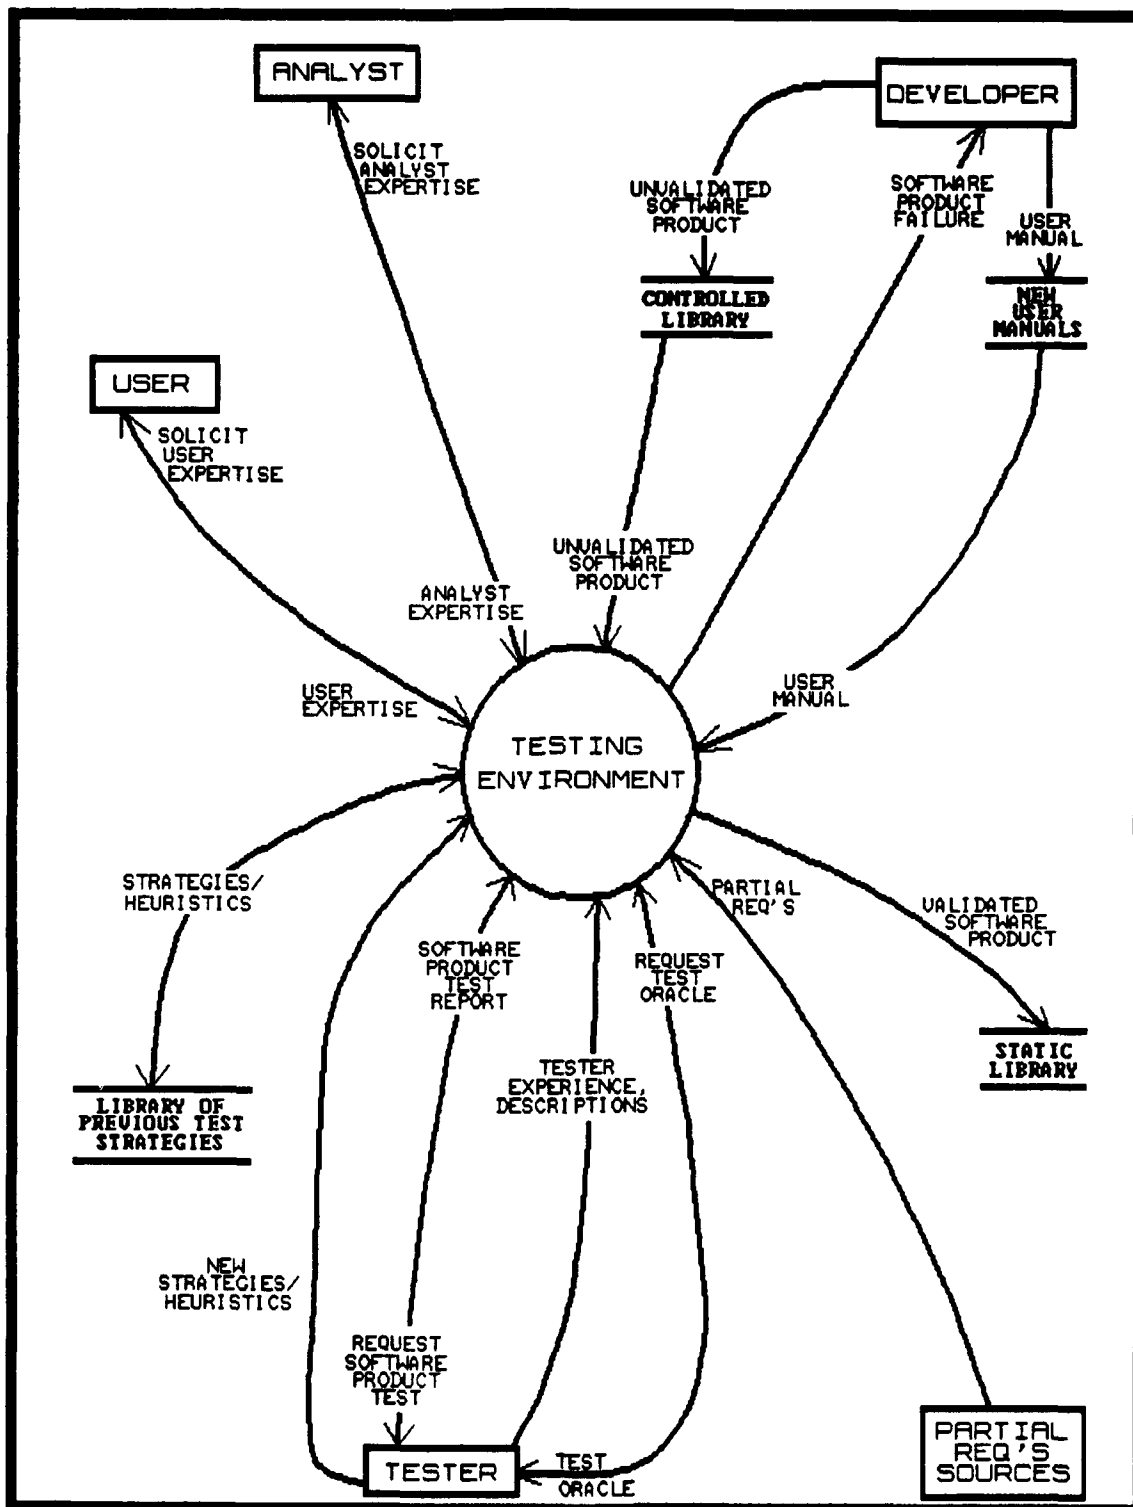 ANALYST
DEVELOPER
SOLICIT
ANALYST
EXPERTISE
UNVALIDATED
SOFTWARE
PRODUCT
SOFTWARE
PRODUCT
FAILURE
USER
MANUAL
CONTROLLED
LIBRARY
NEW
USER
MANUALS
USER
SOLICIT
USER
EXPERTISE
UNVALIDATED
SOFTWARE
PRODUCT
ANALYST
EXPERTISE
USER
EXPERTISE
USER
MANUAL
TESTING
ENVIRONMENT
STRATEGIES/
HEURISTICS
PARTIAL
REQ'S
VALIDATED
SOFTWARE
PRODUCT
SOFTWARE
PRODUCT
TEST
REPORT
REQUEST
TEST
ORACLE
TESTER
EXPERIENCE,
DESCRIPTIONS
STATIC
LIBRARY
LIBRARY OF
PREVIOUS TEST
STRATEGIES
NEW
STRATEGIES/
HEURISTICS
REQUEST
SOFTWARE
PRODUCT
TEST
TESTER
TEST
ORACLE
PARTIAL
REQ'S
SOURCES